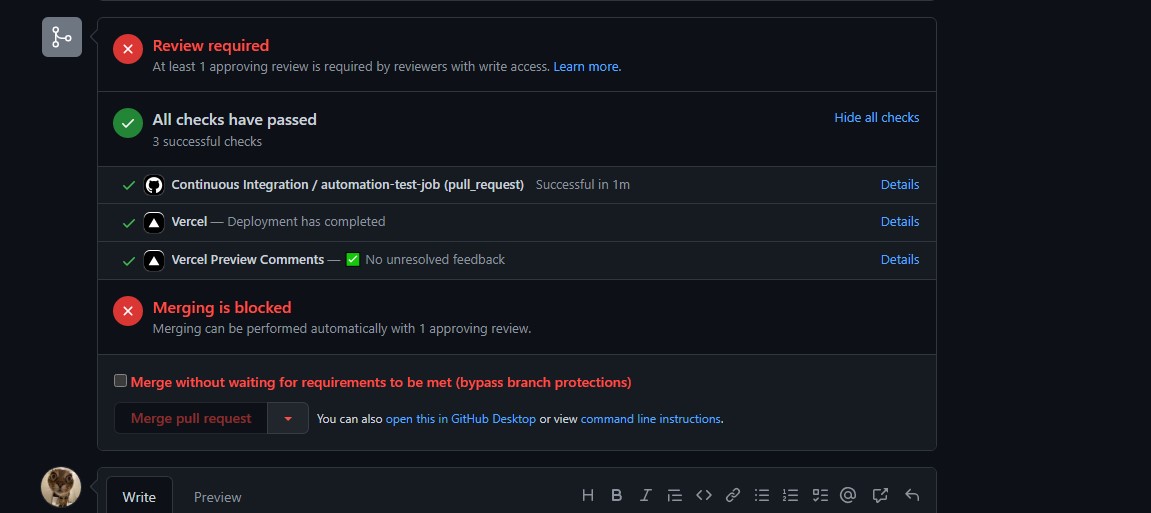 Review required
At least 1 approving review is required by reviewers with write access. Learn more.
All checks have passed
Hide all checks
3 successful checks
Continuous Integration / automation-test-job (pull_request) Successful in 1m Details
Vercel — Deployment has completed Details
Vercel Preview Comments — ✅ No unresolved feedback Details
Merging is blocked
Merging can be performed automatically with 1 approving review.
Merge without waiting for requirements to be met (bypass branch protections)
Merge pull request You can also open this in GitHub Desktop or view command line instructions.
Write Preview H B I @